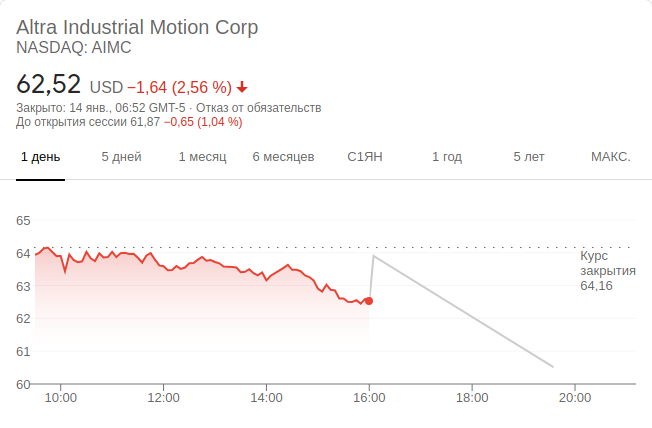 Altra Industrial Motion Corp
NASDAQ: AIMC
62,52 USD −1,64 (2,56 %)
Закрыто: 14 янв., 06:52 GMT-5 · Отказ от обязательств
До открытия сессии 61,87 −0,65 (1,04 %)
1 день 5 дней 1 месяц 6 месяцев С1ЯН 1 год 5 лет МАКС.
65
64
Курс
закрытия
64,16
63
62
61
60
10:00 12:00 14:00 16:00 18:00 20:00